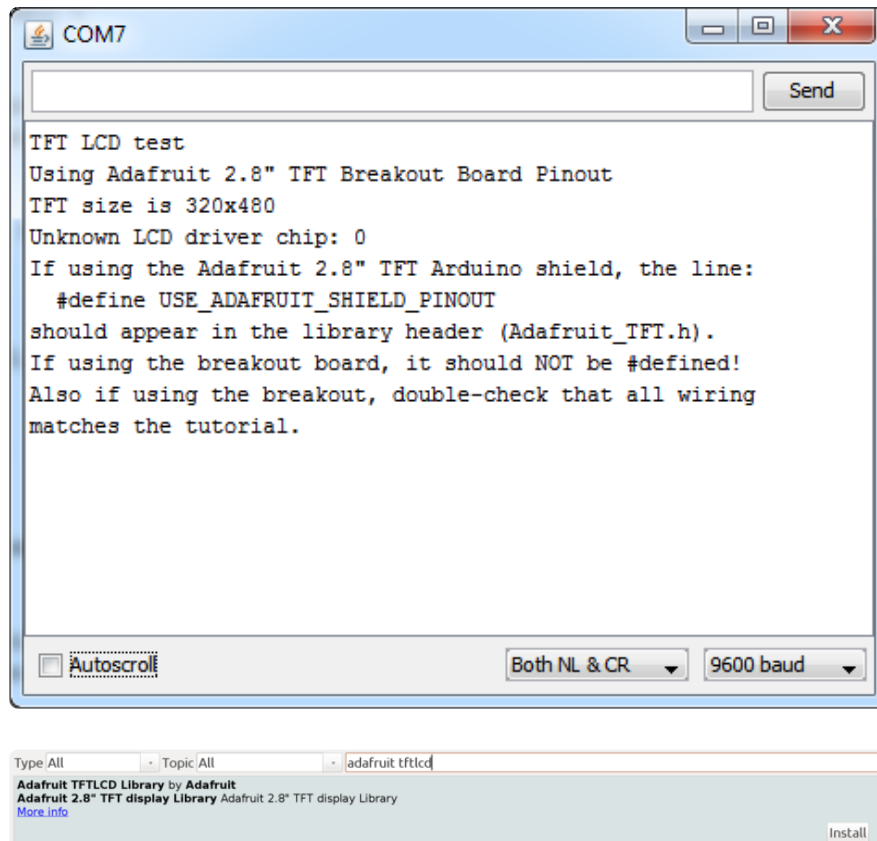 COM7
Send
TFT LCD test
Using Adafruit 2.8" TFT Breakout Board Pinout
TFT size is 320x480
Unknown LCD driver chip: 0
If using the Adafruit 2.8" TFT Arduino shield, the line:
  #define USE_ADAFRUIT_SHIELD_PINOUT
should appear in the library header (Adafruit_TFT.h).
If using the breakout board, it should NOT be #defined!
Also if using the breakout, double-check that all wiring
matches the tutorial.
Autoscroll Both NL & CR 9600 baud
Type All Topic All adafruit tftlcd
Adafruit TFTLCD Library by Adafruit
Adafruit 2.8" TFT display Library Adafruit 2.8" TFT display Library
More info
Install